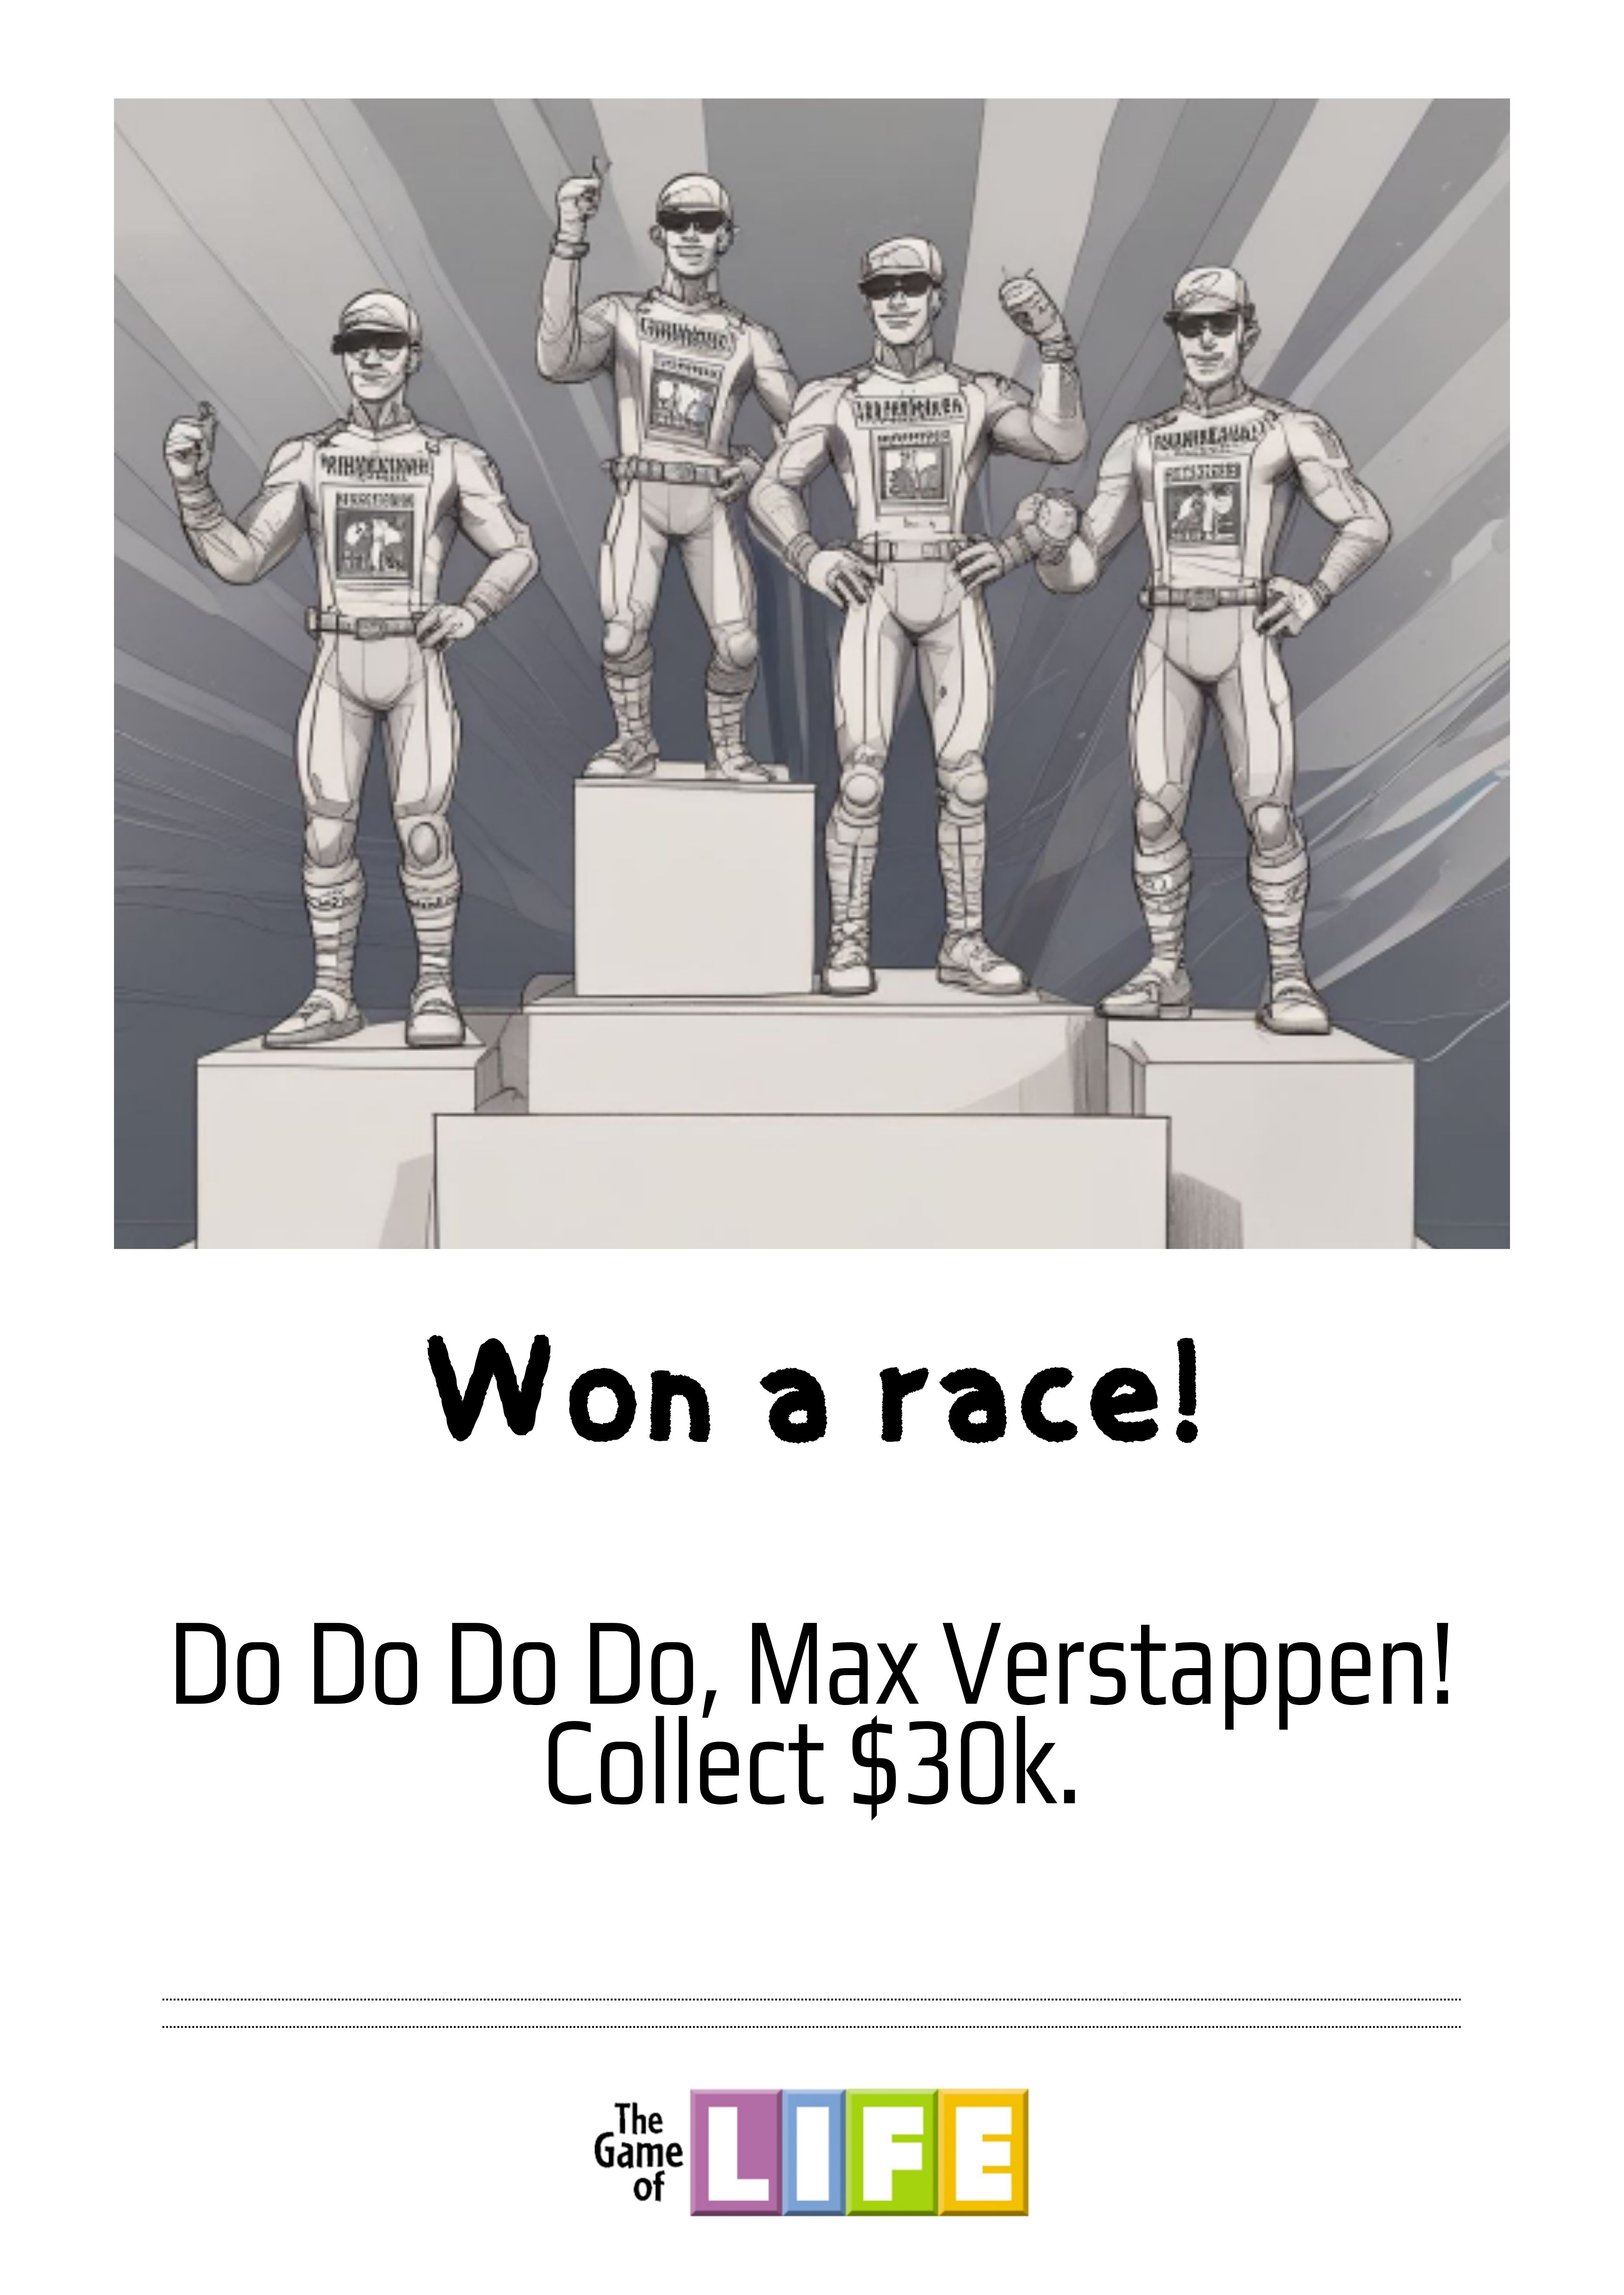 Won a race!
Do Do Do Do, Max Verstappen!
Collect $30k.
The
Game
of
LIFE